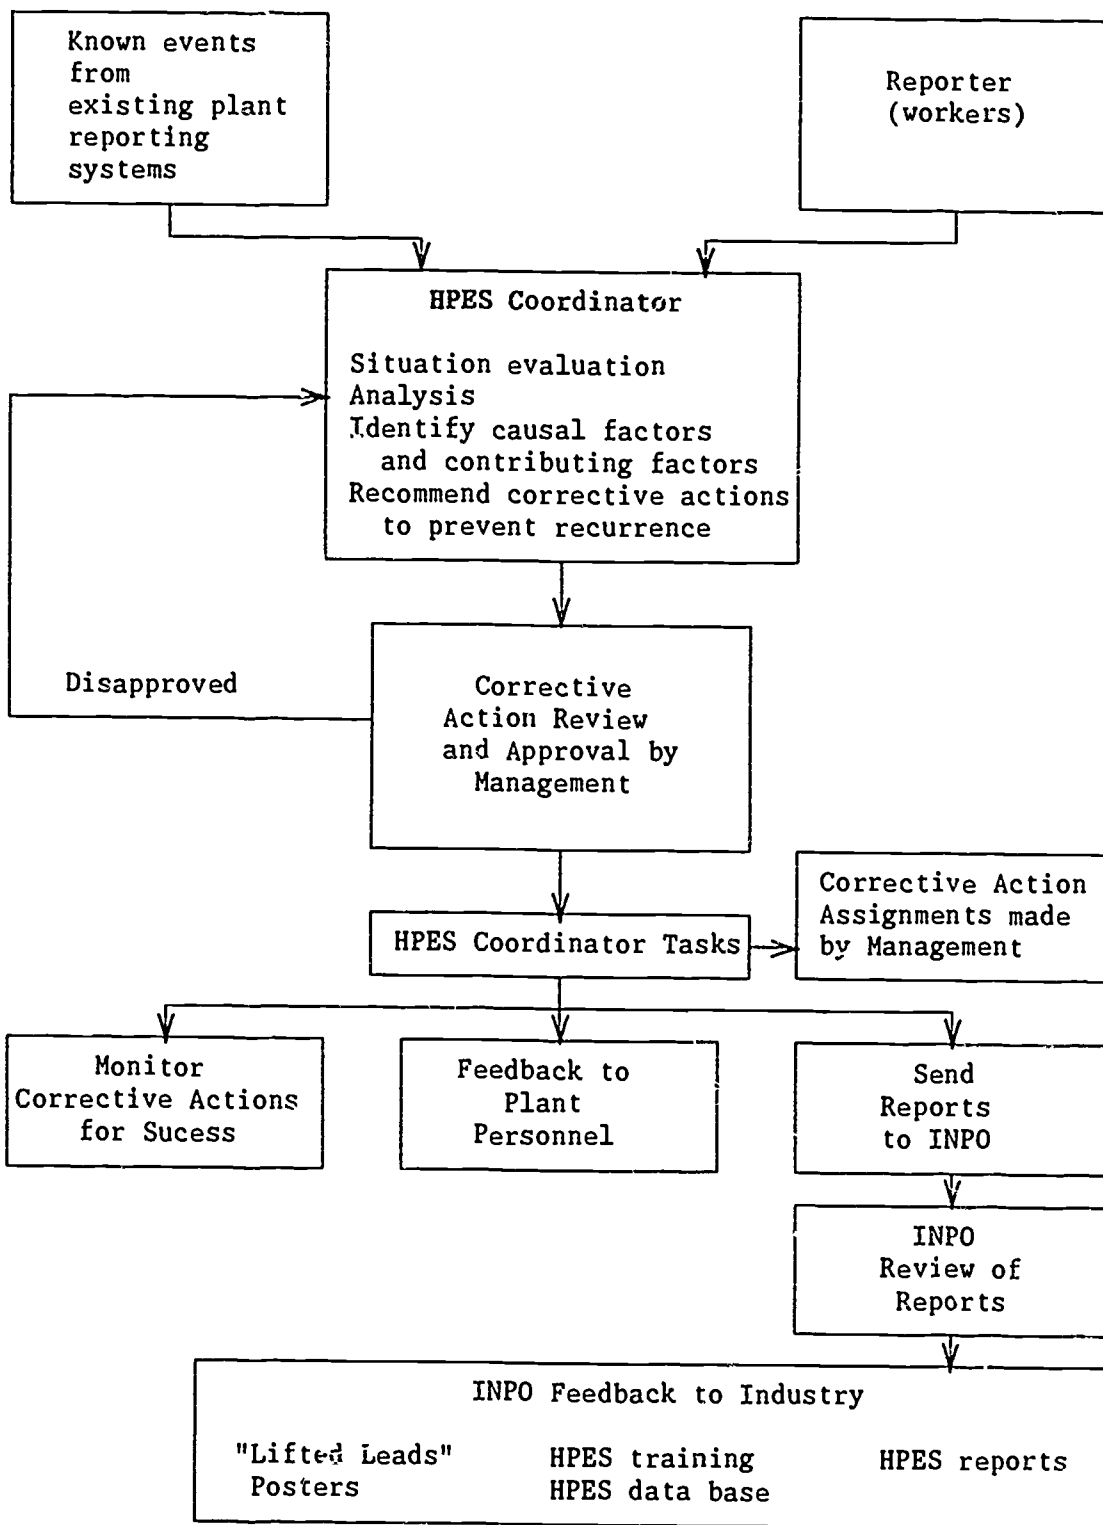 Known events
from
existing plant
reporting
systems
Reporter
(workers)
HPES Coordinator
Situation evaluation
Analysis
Identify causal factors
and contributing factors
Recommend corrective actions
to prevent recurrence
Disapproved
Corrective
Action Review
and Approval by
Management
HPES Coordinator Tasks
Corrective Action
Assignments made
by Management
Monitor
Corrective Actions
for Sucess
Feedback to
Plant
Personnel
Send
Reports
to INPO
INPO
Review of
Reports
INPO Feedback to Industry
"Lifted Leads"
Posters
HPES training
HPES data base
HPES reports